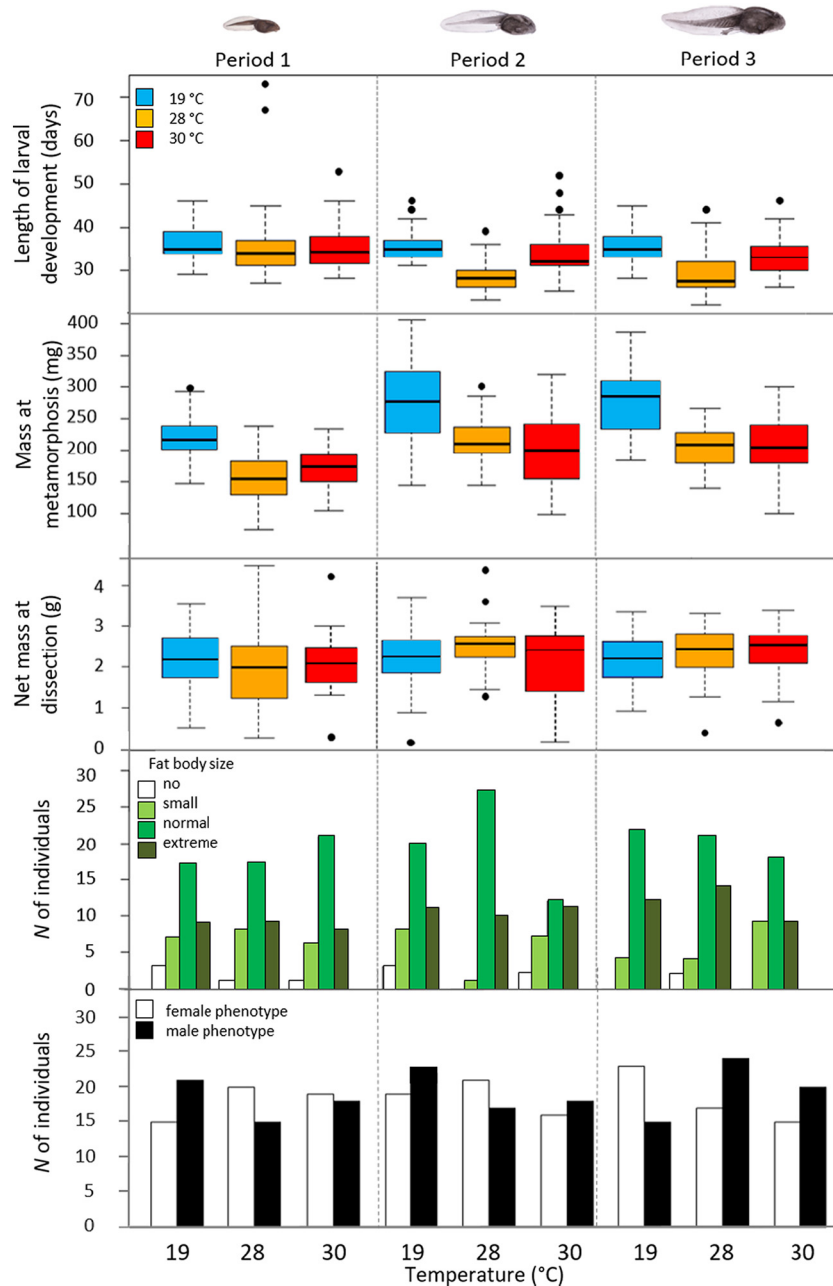 Period 1 Period 2 Period 3
Length of larval
development (days)
70
60
50
40
30
19 °C
28 °C
30 °C
Mass at
metamorphosis (mg)
400
350
300
250
200
150
100
Net mass at
dissection (g)
4
3
2
1
0
N of individuals
30
25
20
15
10
5
0
Fat body size
no
small
normal
extreme
N of individuals
30
25
20
15
10
5
0
female phenotype
male phenotype
19 28 30 19 28 30 19 28 30
Temperature (°C)